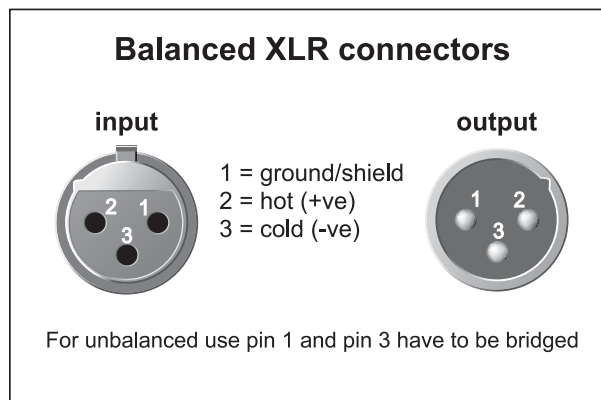 Balanced XLR connectors
input
output
1 = ground/shield
2 = hot (+ve)
3 = cold (-ve)
2 1
3
1 2
3
For unbalanced use pin 1 and pin 3 have to be bridged